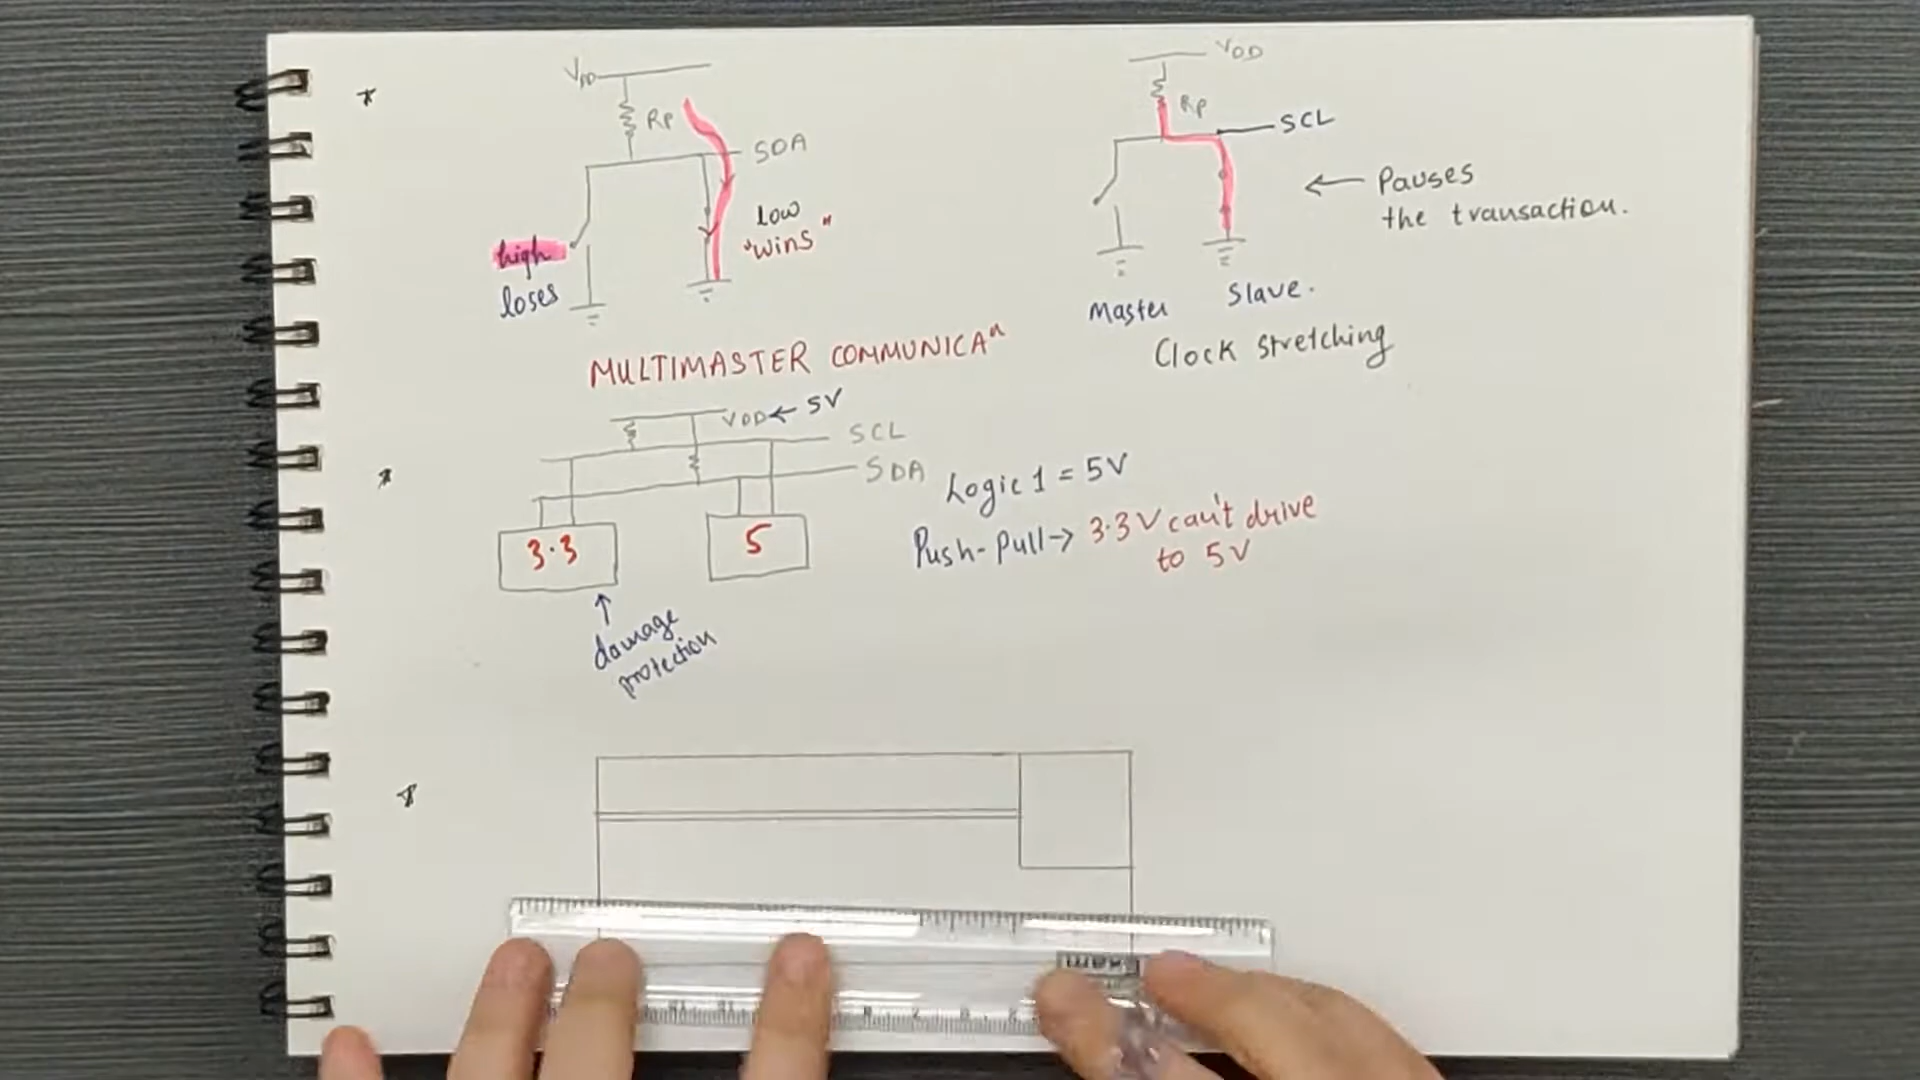 VDD
Rp
SDA
high
loses
low
"wins"
VDD
Rp
SCL
← Pauses
the transaction.
Master Slave.
Clock stretching
MULTIMASTER COMMUNICAⁿ
VDD ← 5V
SCL
SDA
3.3
5
↑
damage
protection
Logic 1 = 5V
Push-Pull → 3.3V can't drive
to 5V